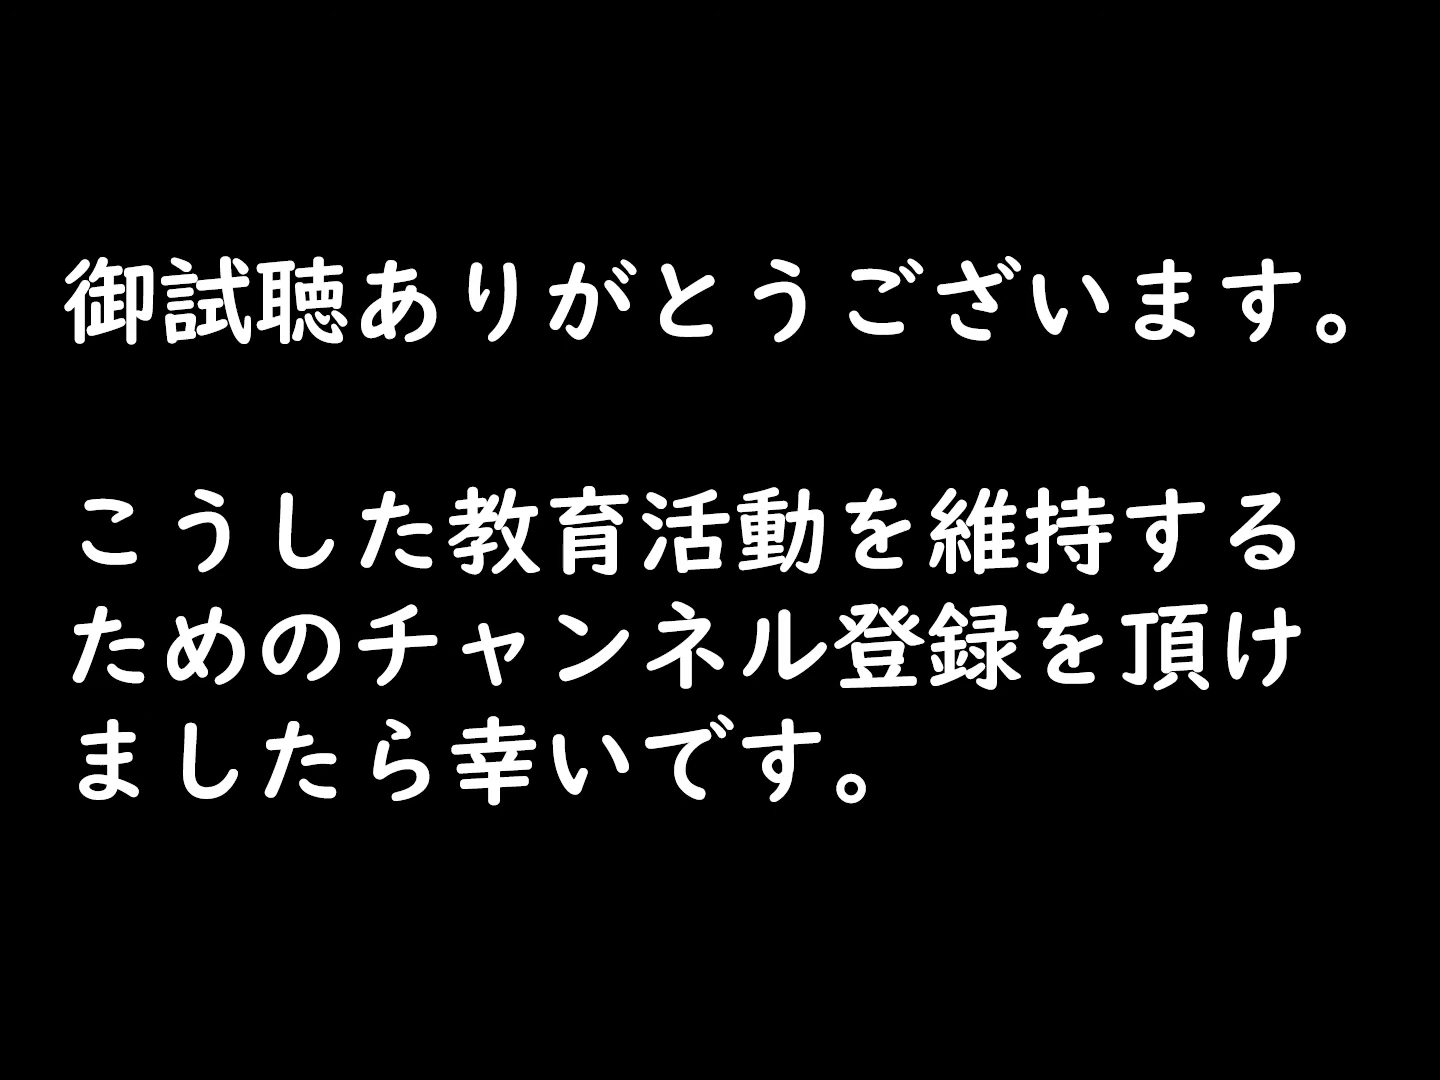 御試聴ありがとうございます。
こうした教育活動を維持する
ためのチャンネル登録を頂け
ましたら幸いです。